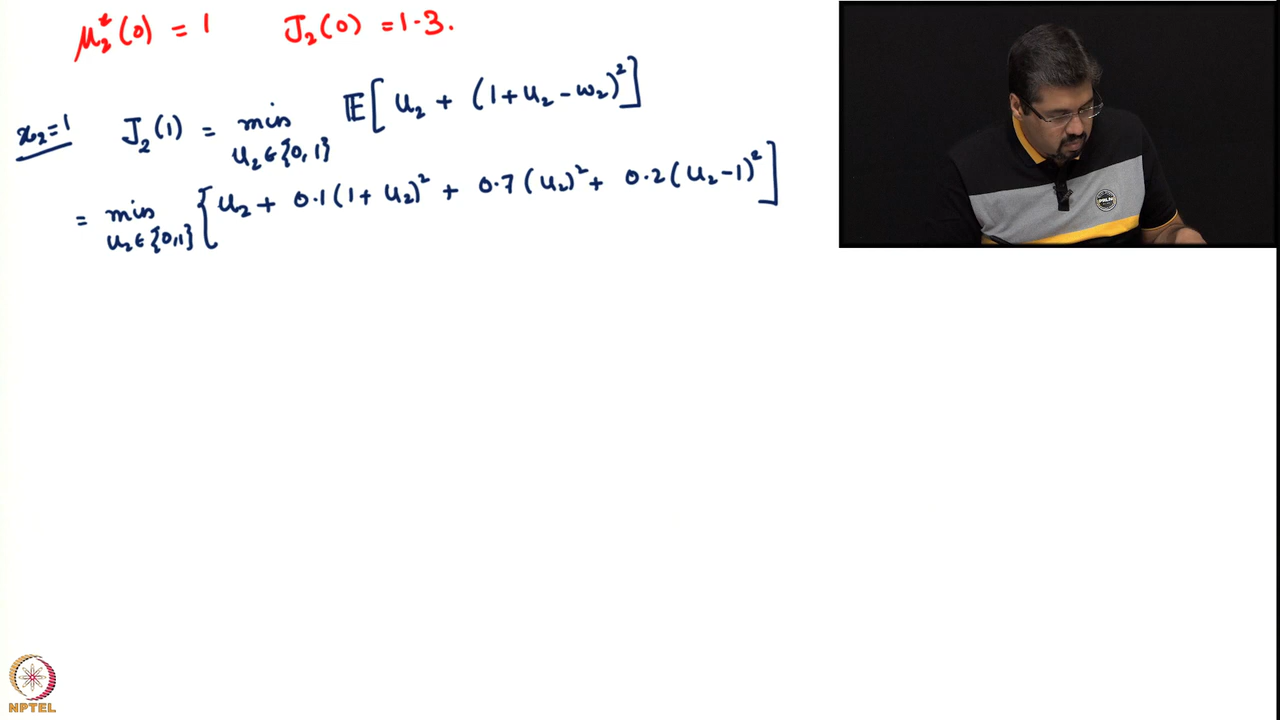 μ₂*(0) = 1 J₂(0) = 1·3.
x₂=1 J₂(1) = min 𝔼[ u₂ + (1+u₂-w₂)² ]
u₂∈{0,1}
= min { u₂ + 0.1(1+u₂)² + 0.7(u₂)² + 0.2(u₂-1)² ]
u₂∈{0,1}
NPTEL